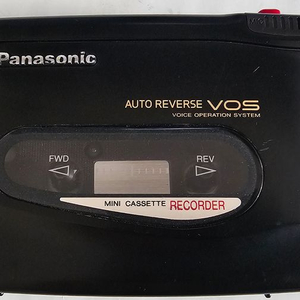 Panasonic
AUTO REVERSE VOS
VOICE OPERATION SYSTEM
FWD REV
MINI CASSETTE RECORDER